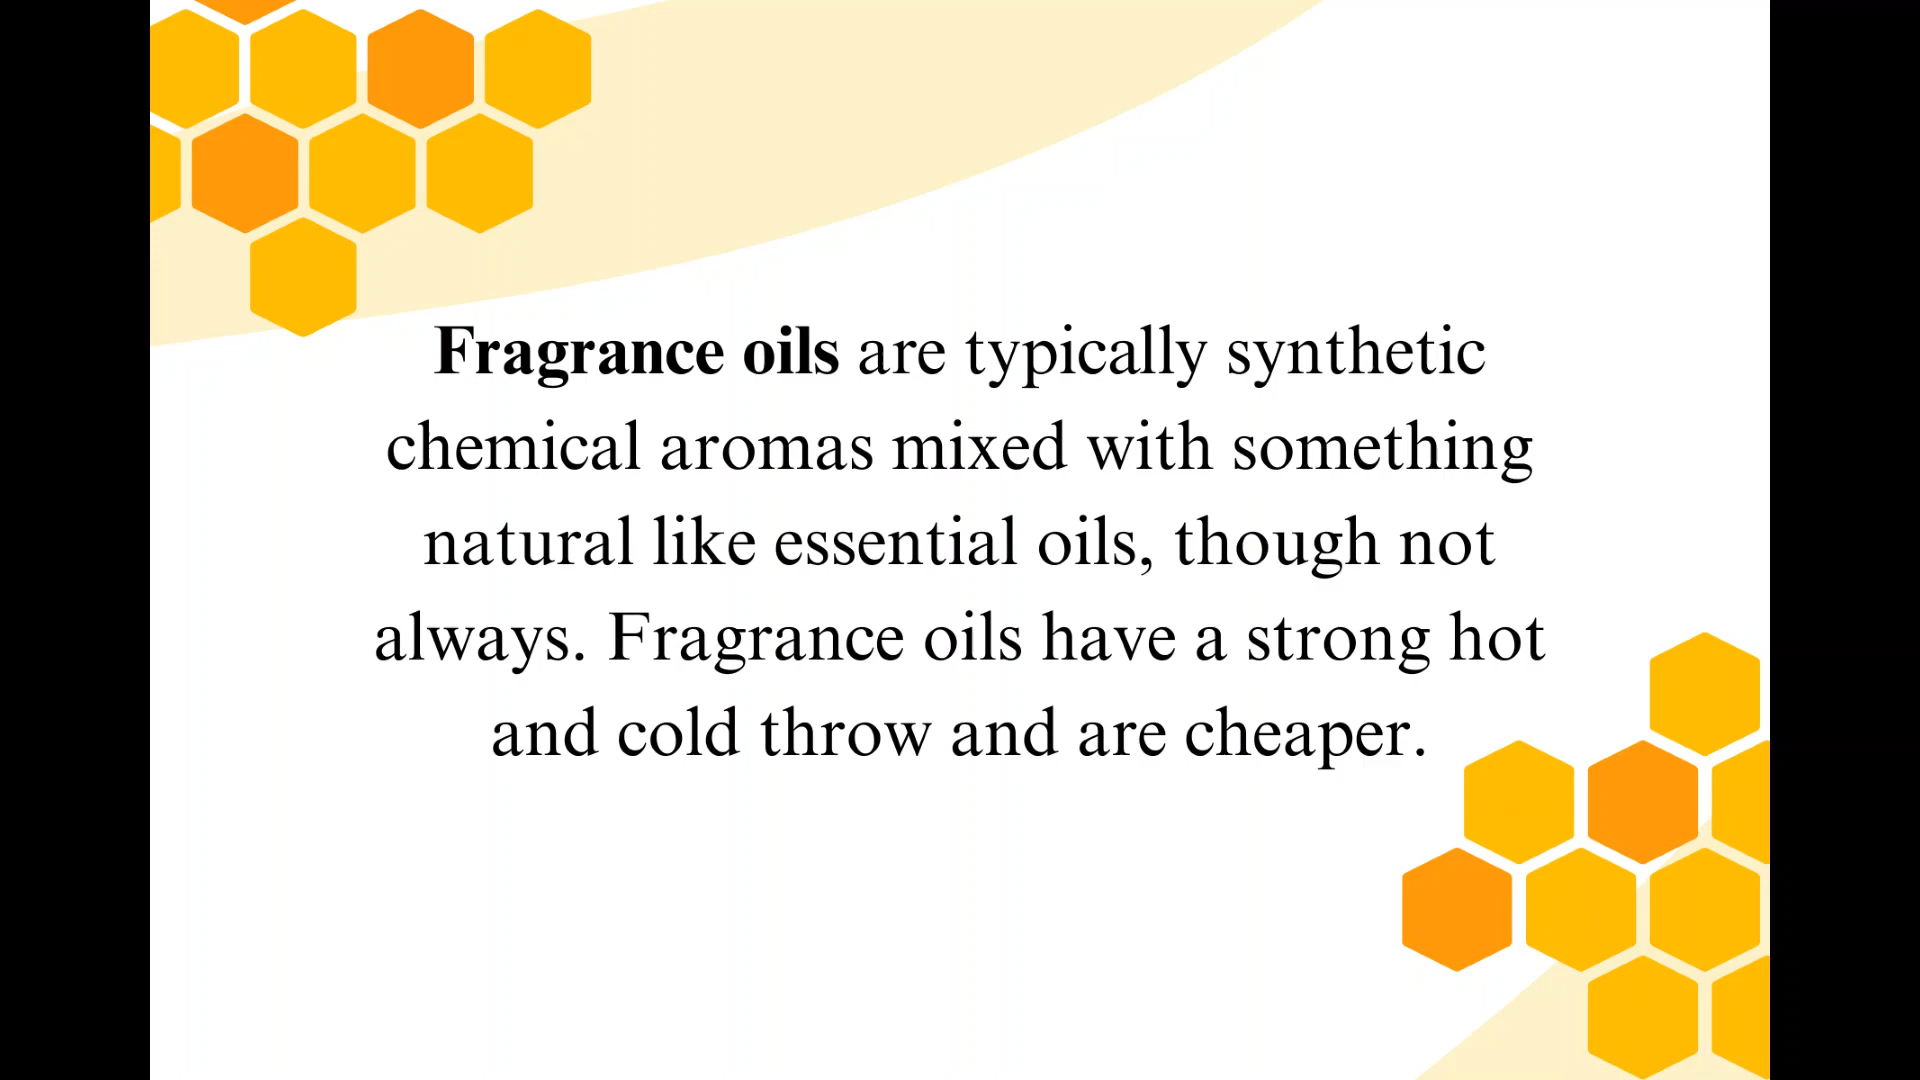 Fragrance oils are typically synthetic
chemical aromas mixed with something
natural like essential oils, though not
always. Fragrance oils have a strong hot
and cold throw and are cheaper.